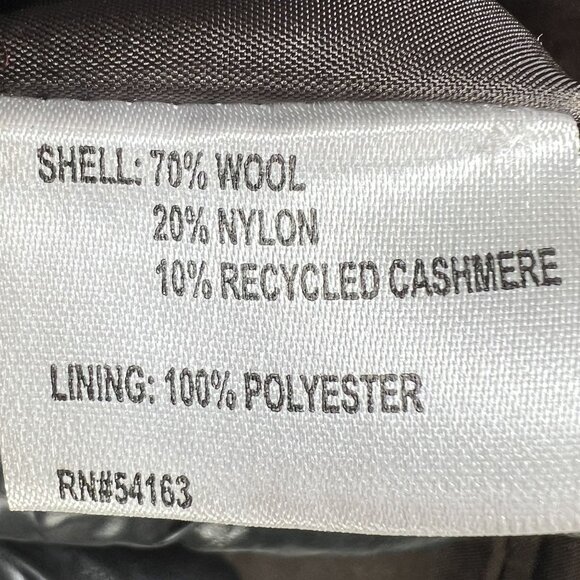 SHELL: 70% WOOL
20% NYLON
10% RECYCLED CASHMERE
LINING: 100% POLYESTER
RN#54163